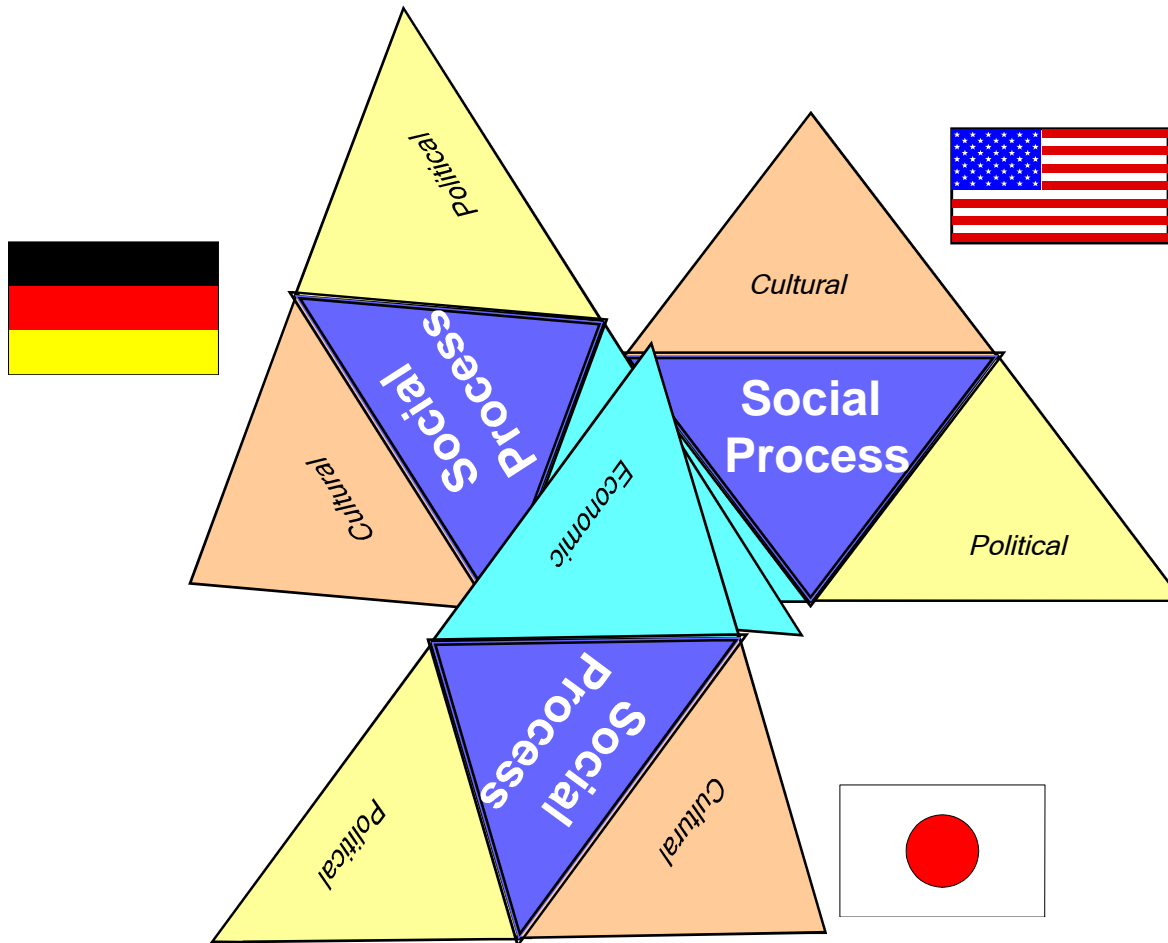 Political
Cultural
Social
Process
Cultural
Social
Process
Political
Economic
Social
Process
Political
Cultural